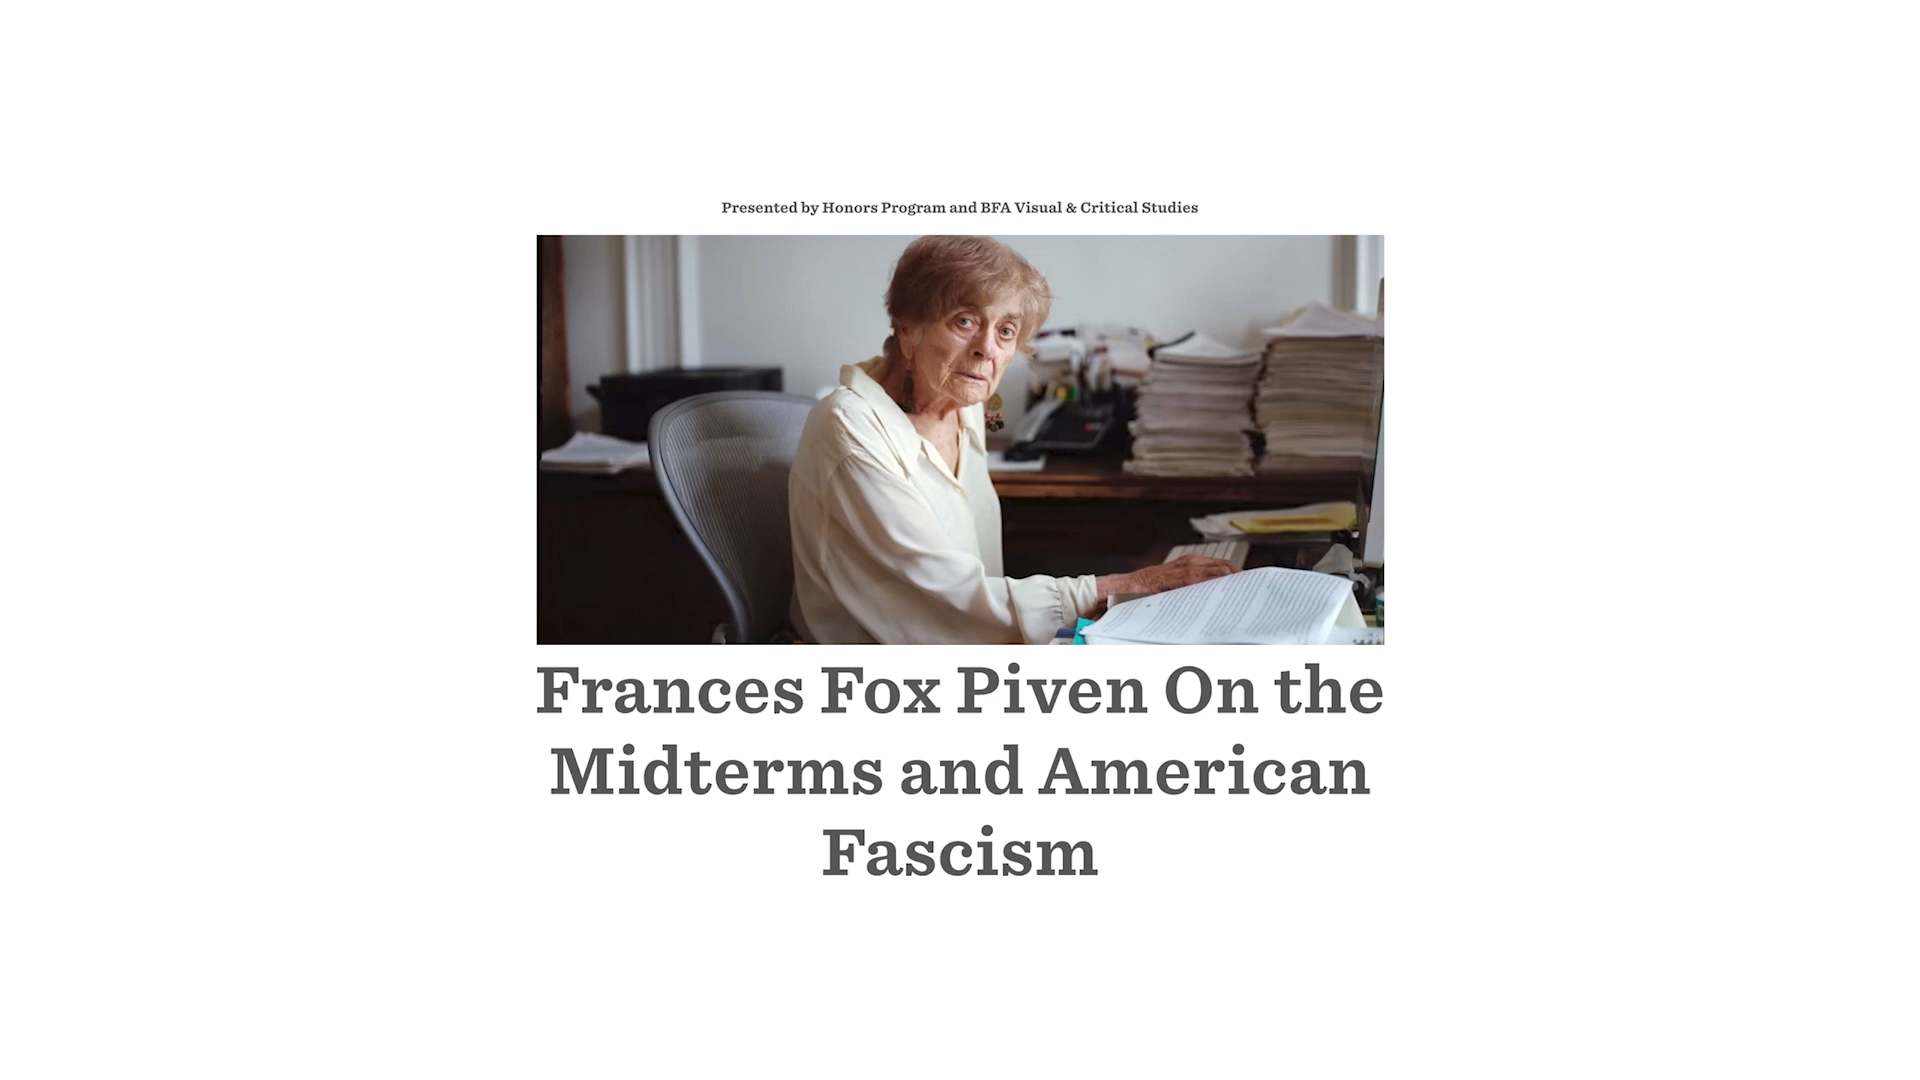 Presented by Honors Program and BFA Visual & Critical Studies
Frances Fox Piven On the
Midterms and American
Fascism